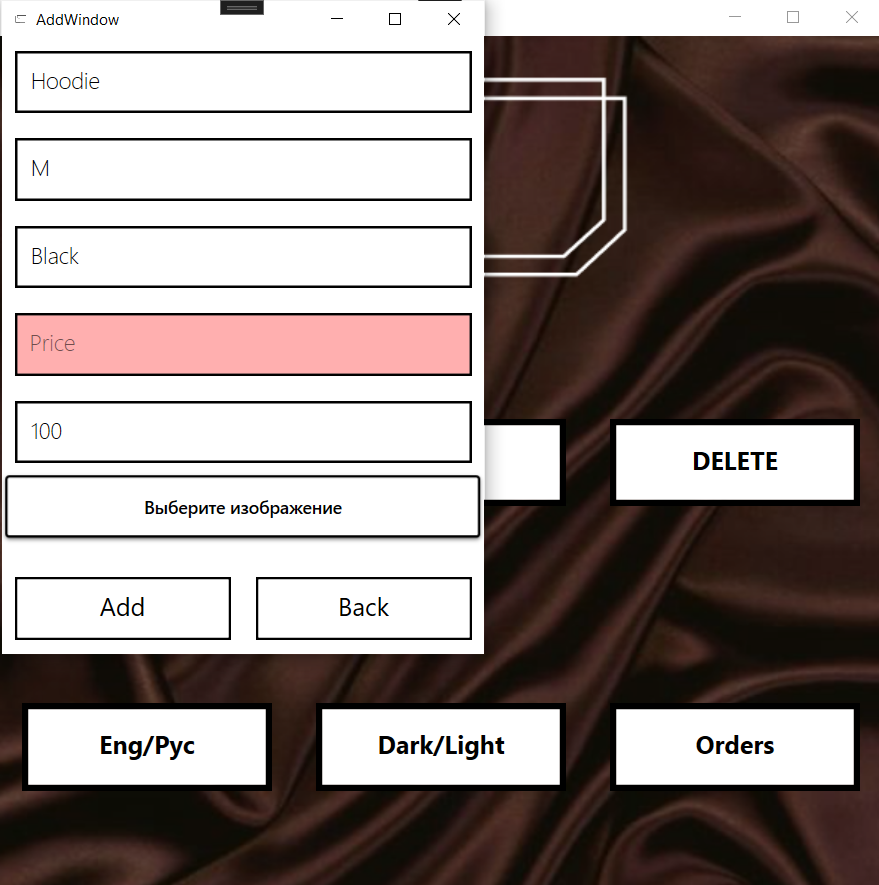 AddWindow
Hoodie
M
Black
Price
100
Выберите изображение
Add
Back
DELETE
Eng/Рус
Dark/Light
Orders